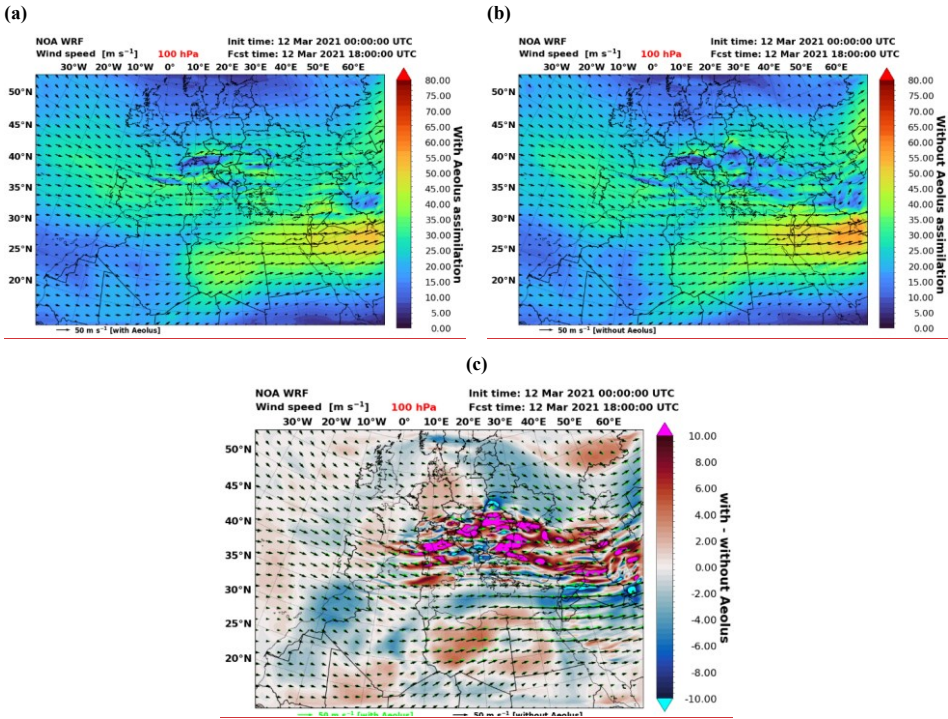 (a)
NOA WRF Init time: 12 Mar 2021 00:00:00 UTC
Wind speed [m s⁻¹] 100 hPa Fcst time: 12 Mar 2021 18:00:00 UTC
30°W 20°W 10°W 0° 10°E 20°E 30°E 40°E 50°E 60°E
50°N
45°N
40°N
35°N
30°N
25°N
20°N
80.00
75.00
70.00
65.00
60.00
55.00
50.00
45.00
40.00
35.00
30.00
25.00
20.00
15.00
10.00
5.00
0.00
With Aeolus assimilation
50 m s⁻¹ [with Aeolus]
(b)
NOA WRF Init time: 12 Mar 2021 00:00:00 UTC
Wind speed [m s⁻¹] 100 hPa Fcst time: 12 Mar 2021 18:00:00 UTC
30°W 20°W 10°W 0° 10°E 20°E 30°E 40°E 50°E 60°E
50°N
45°N
40°N
35°N
30°N
25°N
20°N
80.00
75.00
70.00
65.00
60.00
55.00
50.00
45.00
40.00
35.00
30.00
25.00
20.00
15.00
10.00
5.00
0.00
Without Aeolus assimilation
50 m s⁻¹ [without Aeolus]
(c)
NOA WRF Init time: 12 Mar 2021 00:00:00 UTC
Wind speed [m s⁻¹] 100 hPa Fcst time: 12 Mar 2021 18:00:00 UTC
30°W 20°W 10°W 0° 10°E 20°E 30°E 40°E 50°E 60°E
50°N
45°N
40°N
35°N
30°N
25°N
20°N
10.00
8.00
6.00
4.00
2.00
0.00
-2.00
-4.00
-6.00
-8.00
-10.00
with - without Aeolus
50 m s⁻¹ [with Aeolus] 50 m s⁻¹ [without Aeolus]